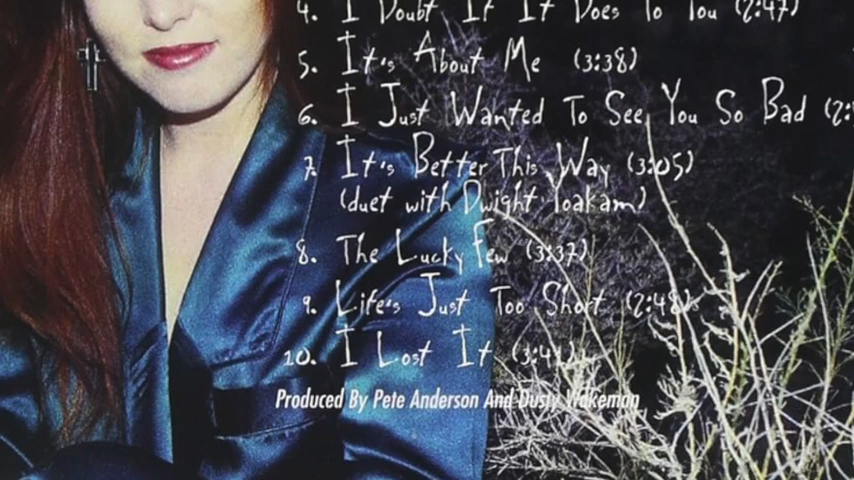 4. I Doubt If It Does To You (2:47)
5. It's About Me (3:38)
6. I Just Wanted To See You So Bad (2:
7. It's Better This Way (3:05)
(duet with Dwight Yoakam)
8. The Lucky Few (3:37)
9. Life's Just Too Short (2:48)
10. I Lost It (3:41)
Produced By Pete Anderson And Dusty Wakeman